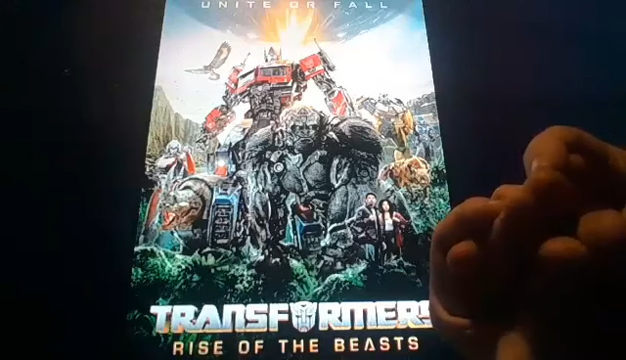 UNITE OR FALL
TRANSFORMERS
RISE OF THE BEASTS